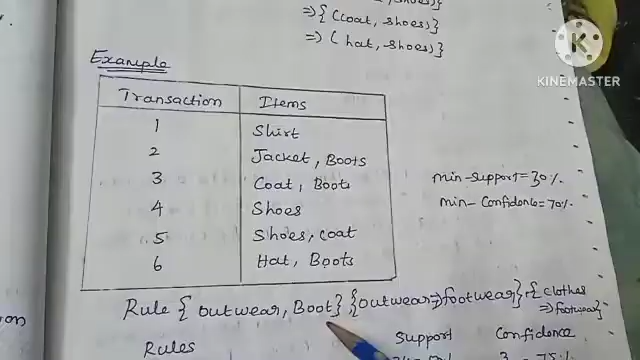 ⇒ {(coat, shoes)}
⇒ (hat, shoes)}
KINEMASTER
Example
Transaction Items
1 Shirt
2 Jacket, Boots
3 Coat, Boots
4 Shoes
5 Shoes, coat
6 Hat, Boots
min-support=30%.
min-Confidence=70%.
Rule { outwear, Boot} {outwear⇒footwear}, {clothes ⇒ footwear}
Rules Support Confidence